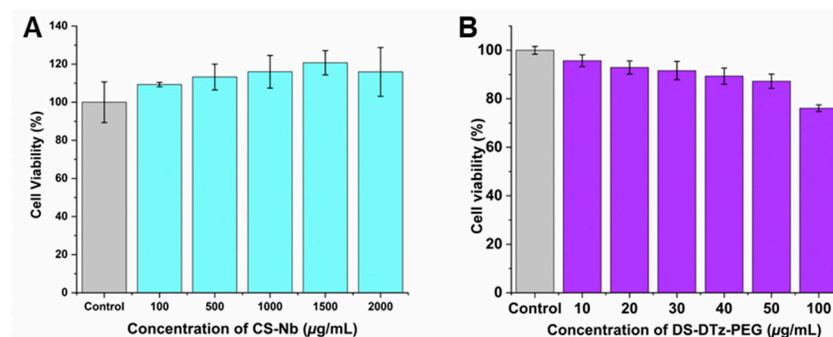 A
Cell Viability (%)
140
120
100
80
60
40
20
0
Control 100 500 1000 1500 2000
Concentration of CS-Nb (µg/mL)
B
Cell viability (%)
100
80
60
40
20
0
Control 10 20 30 40 50 100
Concentration of DS-DTz-PEG (µg/mL)